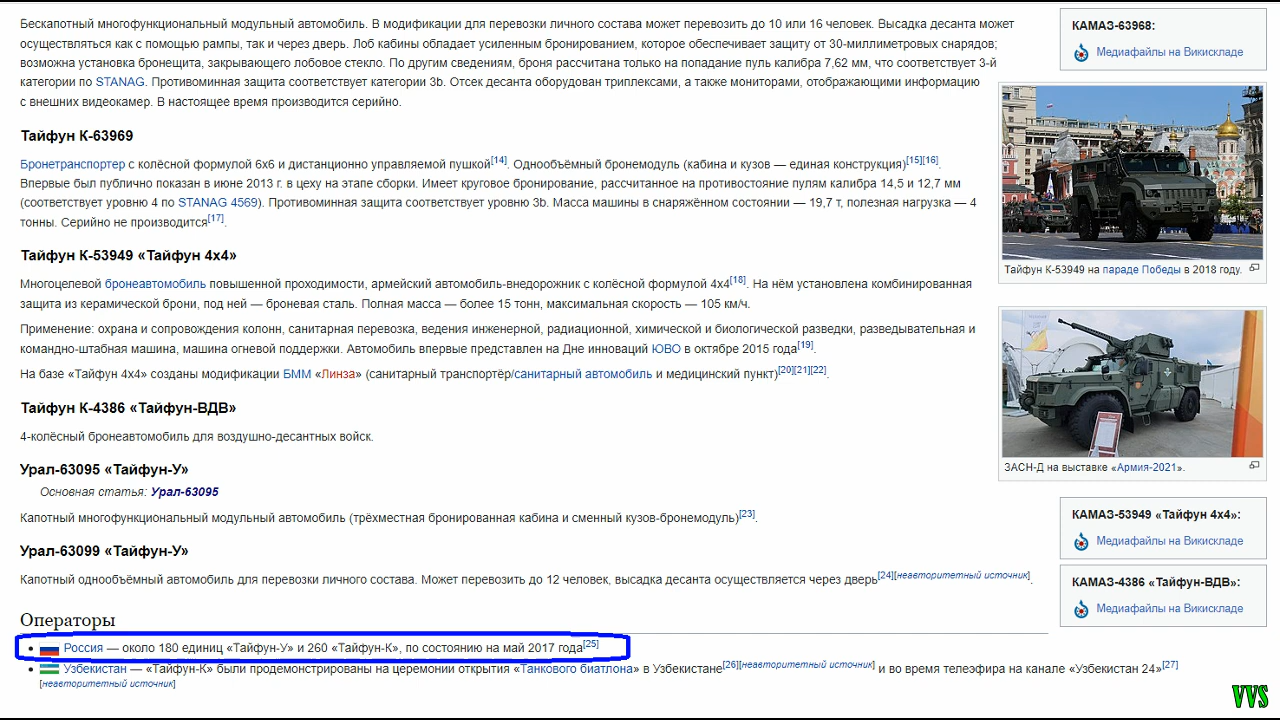 Бескапотный многофункциональный модульный автомобиль. В модификации для перевозки личного состава может перевозить до 10 или 16 человек. Высадка десанта может
осуществляться как с помощью рампы, так и через дверь. Лоб кабины обладает усиленным бронированием, которое обеспечивает защиту от 30-миллиметровых снарядов;
возможна установка бронещита, закрывающего лобовое стекло. По другим сведениям, броня рассчитана только на попадание пуль калибра 7,62 мм, что соответствует 3-й
категории по STANAG. Противоминная защита соответствует категории 3b. Отсек десанта оборудован триплексами, а также мониторами, отображающими информацию
с внешних видеокамер. В настоящее время производится серийно.
Тайфун К-63969
Бронетранспортер с колёсной формулой 6х6 и дистанционно управляемой пушкой[14]. Однообъёмный бронемодуль (кабина и кузов — единая конструкция)[15][16].
Впервые был публично показан в июне 2013 г. в цеху на этапе сборки. Имеет круговое бронирование, рассчитанное на противостояние пулям калибра 14,5 и 12,7 мм
(соответствует уровню 4 по STANAG 4569). Противоминная защита соответствует уровню 3b. Масса машины в снаряжённом состоянии — 19,7 т, полезная нагрузка — 4
тонны. Серийно не производится[17].
Тайфун К-53949 «Тайфун 4х4»
Многоцелевой бронеавтомобиль повышенной проходимости, армейский автомобиль-внедорожник с колёсной формулой 4х4[18]. На нём установлена комбинированная
защита из керамической брони, под ней — броневая сталь. Полная масса — более 15 тонн, максимальная скорость — 105 км/ч.
Применение: охрана и сопровождения колонн, санитарная перевозка, ведения инженерной, радиационной, химической и биологической разведки, разведывательная и
командно-штабная машина, машина огневой поддержки. Автомобиль впервые представлен на Дне инноваций ЮВО в октябре 2015 года[19].
На базе «Тайфун 4х4» созданы модификации БММ «Линза» (санитарный транспортёр/санитарный автомобиль и медицинский пункт)[20][21][22].
Тайфун К-4386 «Тайфун-ВДВ»
4-колёсный бронеавтомобиль для воздушно-десантных войск.
Урал-63095 «Тайфун-У»
Основная статья: Урал-63095
Капотный многофункциональный модульный автомобиль (трёхместная бронированная кабина и сменный кузов-бронемодуль)[23].
Урал-63099 «Тайфун-У»
Капотный однообъёмный автомобиль для перевозки личного состава. Может перевозить до 12 человек, высадка десанта осуществляется через дверь[24][неавторитетный источник].
Операторы
• Россия — около 180 единиц «Тайфун-У» и 260 «Тайфун-К», по состоянию на май 2017 года[25]
• Узбекистан — «Тайфун-К» были продемонстрированы на церемонии открытия «Танкового биатлона» в Узбекистане[26][неавторитетный источник] и во время телеэфира на канале «Узбекистан 24»[27]
[неавторитетный источник]
КАМАЗ-63968:
Медиафайлы на Викискладе
Тайфун К-53949 на параде Победы в 2018 году.
ЗАСН-Д на выставке «Армия-2021».
КАМАЗ-53949 «Тайфун 4х4»:
Медиафайлы на Викискладе
КАМАЗ-4386 «Тайфун-ВДВ»:
Медиафайлы на Викискладе
VVS